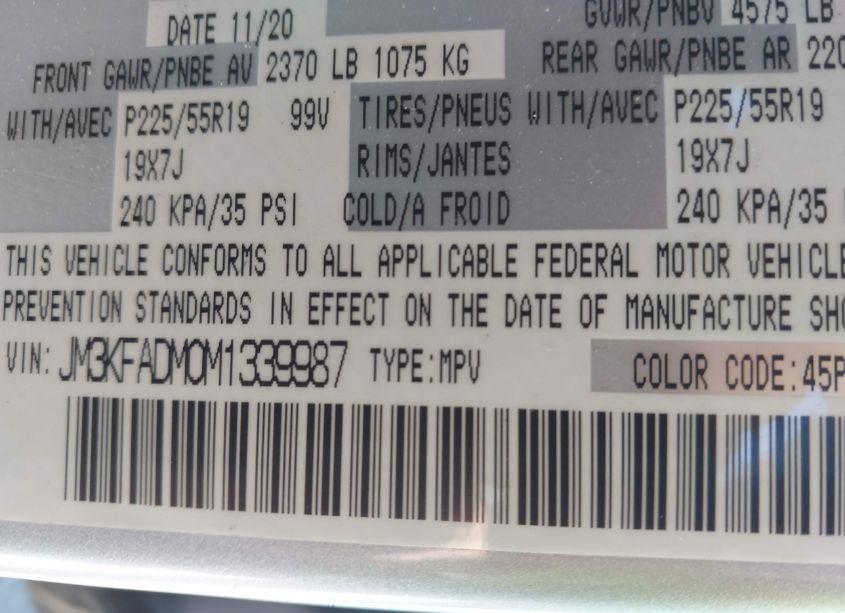 DATE 11/20 GVWR/PNBV 4575 LB
FRONT GAWR/PNBE AV 2370 LB 1075 KG REAR GAWR/PNBE AR 220
WITH/AVEC P225/55R19 99V TIRES/PNEUS WITH/AVEC P225/55R19
19X7J RIMS/JANTES 19X7J
240 KPA/35 PSI COLD/A FROID 240 KPA/35
THIS VEHICLE CONFORMS TO ALL APPLICABLE FEDERAL MOTOR VEHICLE
PREVENTION STANDARDS IN EFFECT ON THE DATE OF MANUFACTURE SHO
VIN: JM3KFADM0M1339987 TYPE:MPV COLOR CODE:45P